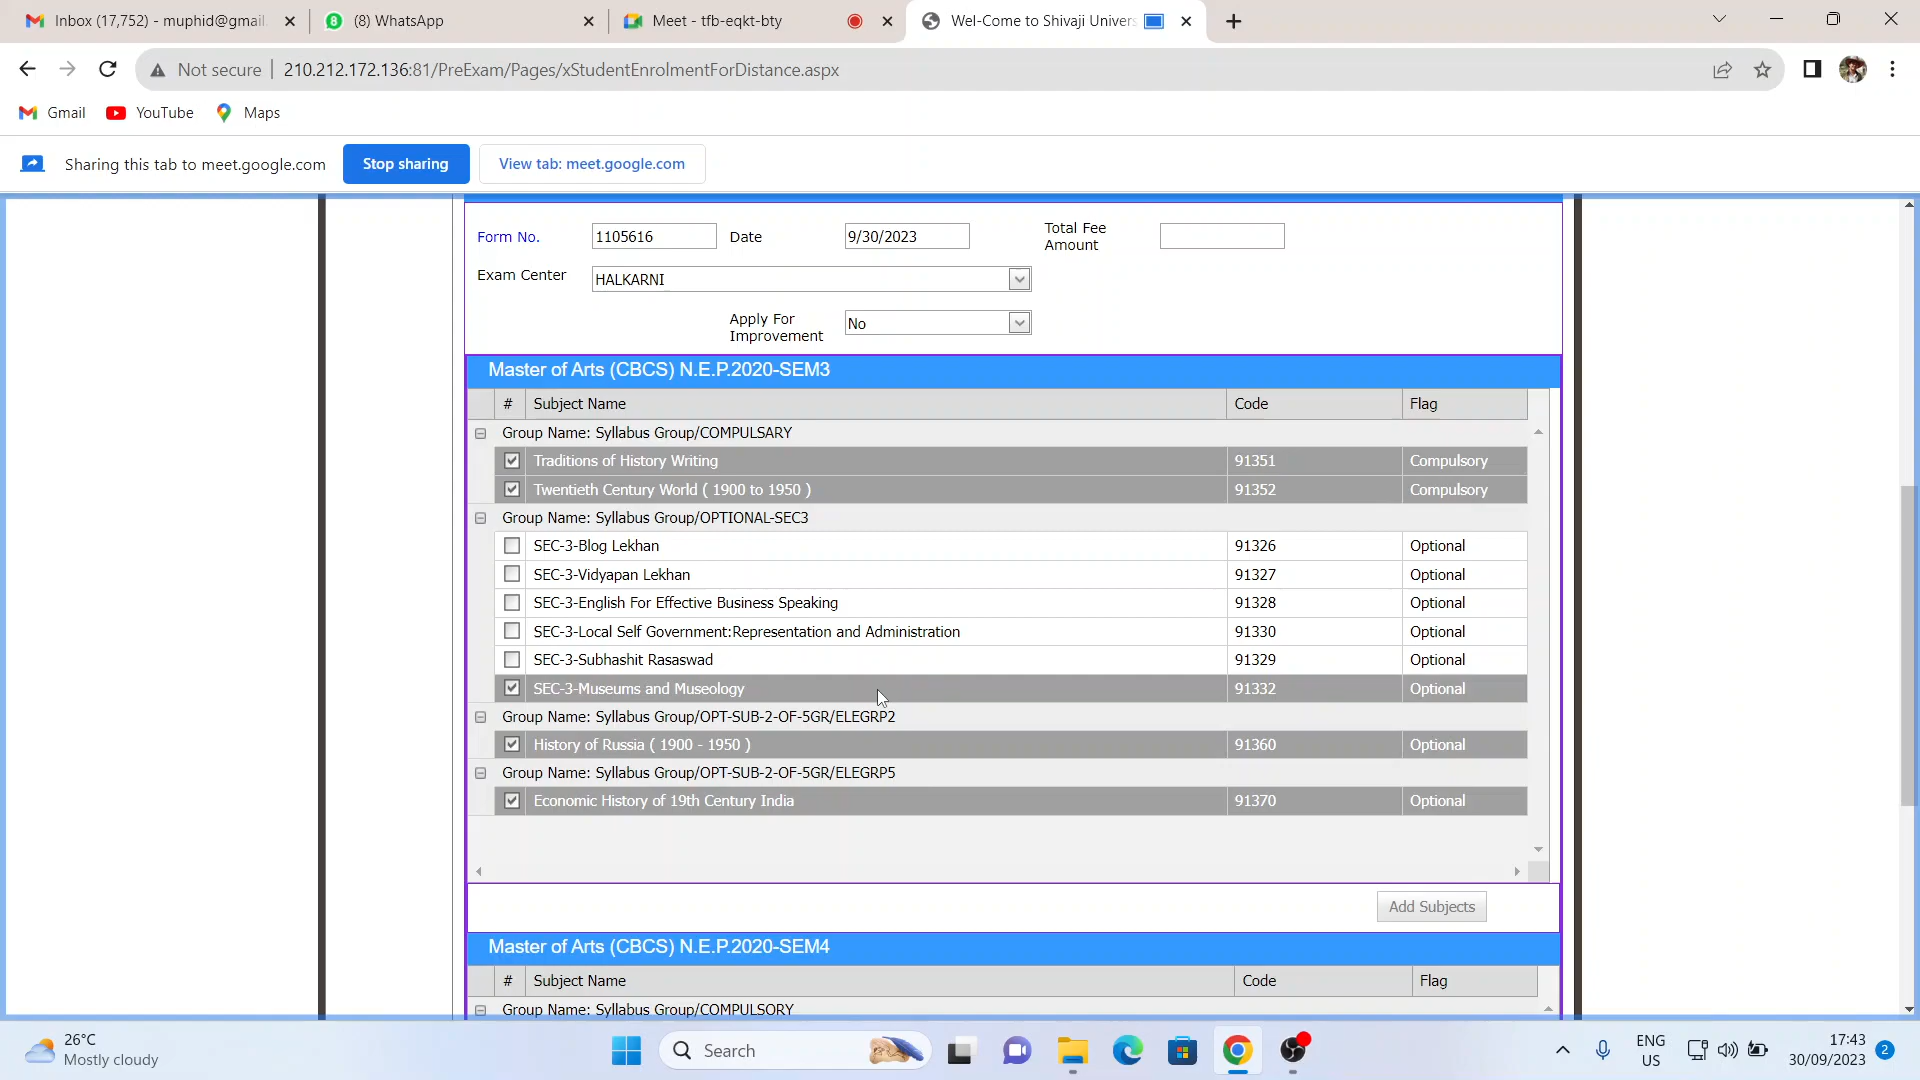 Inbox (17,752) - muphid@gmail.
(8) WhatsApp
Meet - tfb-eqkt-bty
Wel-Come to Shivaji Univers
Not secure 210.212.172.136:81/PreExam/Pages/xStudentEnrolmentForDistance.aspx
Gmail YouTube Maps
Sharing this tab to meet.google.com Stop sharing View tab: meet.google.com
Form No. 1105616 Date 9/30/2023 Total Fee
Amount
Exam Center HALKARNI
Apply For
Improvement No
Master of Arts (CBCS) N.E.P.2020-SEM3
# Subject Name Code Flag
Group Name: Syllabus Group/COMPULSARY
Traditions of History Writing 91351 Compulsory
Twentieth Century World ( 1900 to 1950 ) 91352 Compulsory
Group Name: Syllabus Group/OPTIONAL-SEC3
SEC-3-Blog Lekhan 91326 Optional
SEC-3-Vidyapan Lekhan 91327 Optional
SEC-3-English For Effective Business Speaking 91328 Optional
SEC-3-Local Self Government:Representation and Administration 91330 Optional
SEC-3-Subhashit Rasaswad 91329 Optional
SEC-3-Museums and Museology 91332 Optional
Group Name: Syllabus Group/OPT-SUB-2-OF-5GR/ELEGRP2
History of Russia ( 1900 - 1950 ) 91360 Optional
Group Name: Syllabus Group/OPT-SUB-2-OF-5GR/ELEGRP5
Economic History of 19th Century India 91370 Optional
Add Subjects
Master of Arts (CBCS) N.E.P.2020-SEM4
# Subject Name Code Flag
Group Name: Syllabus Group/COMPULSORY
26°C
Mostly cloudy
Search
ENG
US
17:43
30/09/2023
2